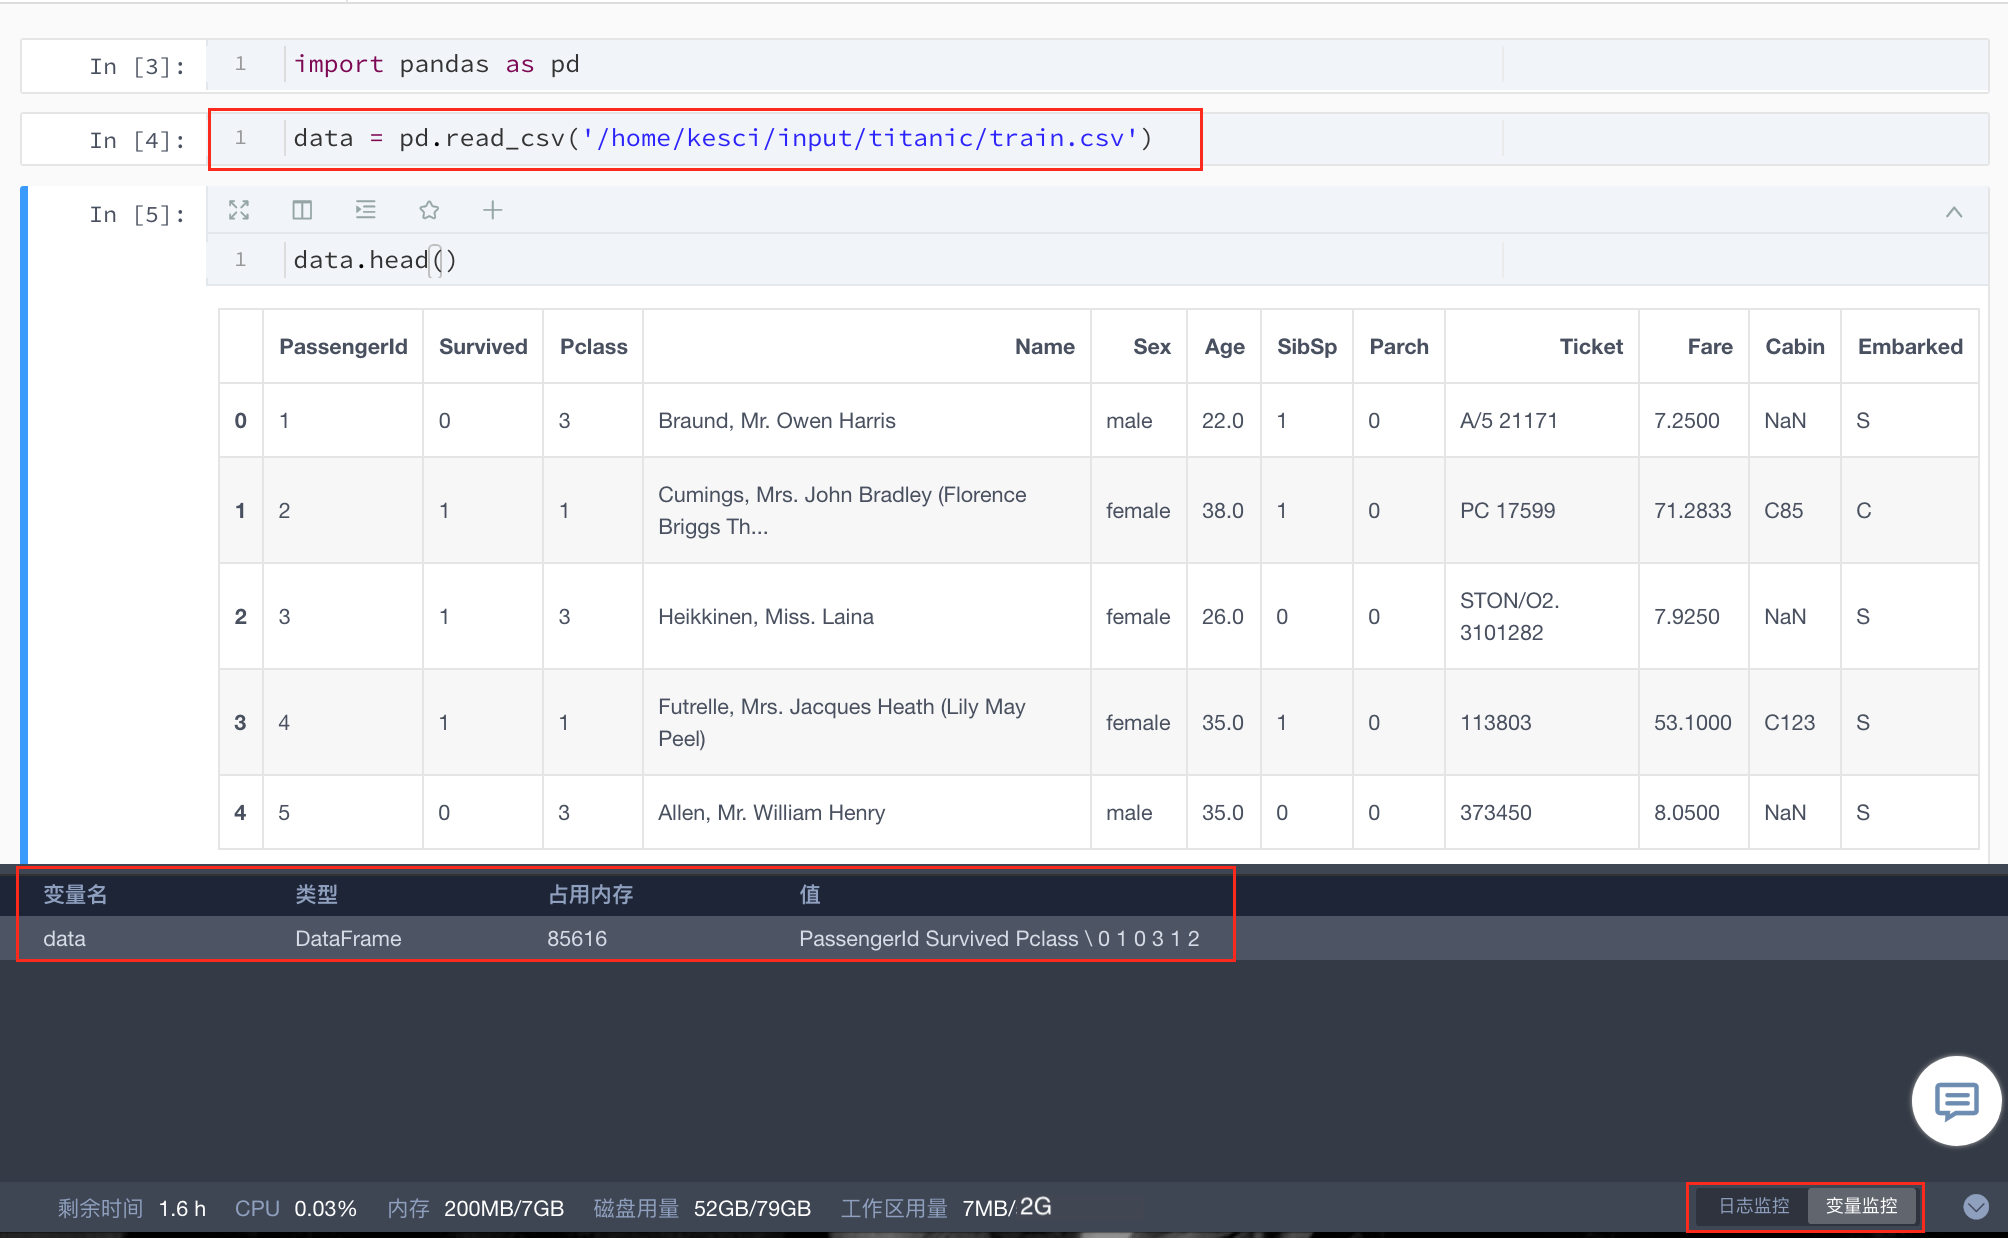 In [3]: 1 import pandas as pd
In [4]: 1 data = pd.read_csv('/home/kesci/input/titanic/train.csv')
In [5]:
1 data.head()
PassengerId Survived Pclass Name Sex Age SibSp Parch Ticket Fare Cabin Embarked
0 1 0 3 Braund, Mr. Owen Harris male 22.0 1 0 A/5 21171 7.2500 NaN S
1 2 1 1 Cumings, Mrs. John Bradley (Florence Briggs Th... female 38.0 1 0 PC 17599 71.2833 C85 C
2 3 1 3 Heikkinen, Miss. Laina female 26.0 0 0 STON/O2. 3101282 7.9250 NaN S
3 4 1 1 Futrelle, Mrs. Jacques Heath (Lily May Peel) female 35.0 1 0 113803 53.1000 C123 S
4 5 0 3 Allen, Mr. William Henry male 35.0 0 0 373450 8.0500 NaN S
变量名 类型 占用内存 值
data DataFrame 85616 PassengerId Survived Pclass \ 0 1 0 3 1 2
剩余时间 1.6 h CPU 0.03% 内存 200MB/7GB 磁盘用量 52GB/79GB 工作区用量 7MB/2G 日志监控 变量监控